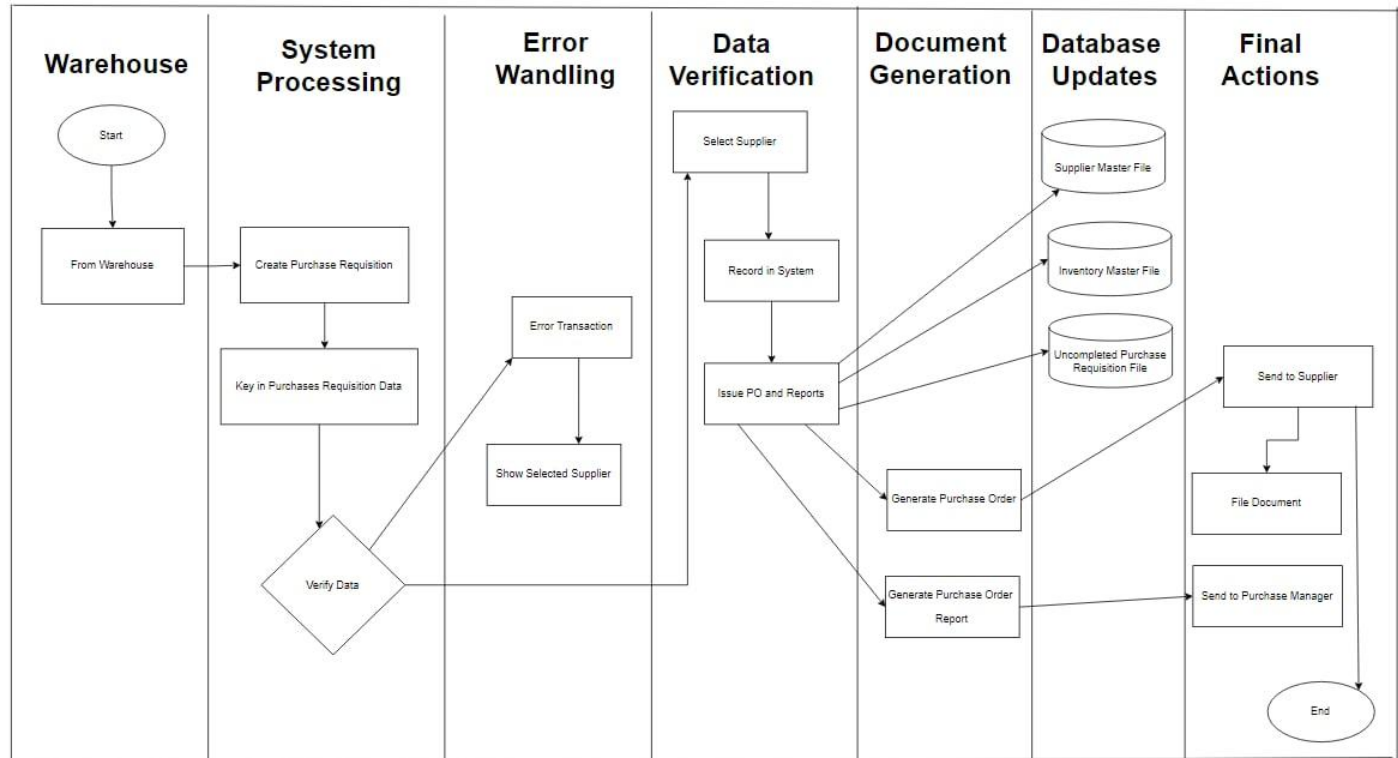 Warehouse
System
Processing
Error
Wandling
Data
Verification
Document
Generation
Database
Updates
Final
Actions
Start
From Warehouse
Create Purchase Requisition
Key in Purchases Requisition Data
Verify Data
Error Transaction
Show Selected Supplier
Select Supplier
Record in System
Issue PO and Reports
Generate Purchase Order
Generate Purchase Order
Report
Supplier Master File
Inventory Master File
Uncompleted Purchase
Requisition File
Send to Supplier
File Document
Send to Purchase Manager
End